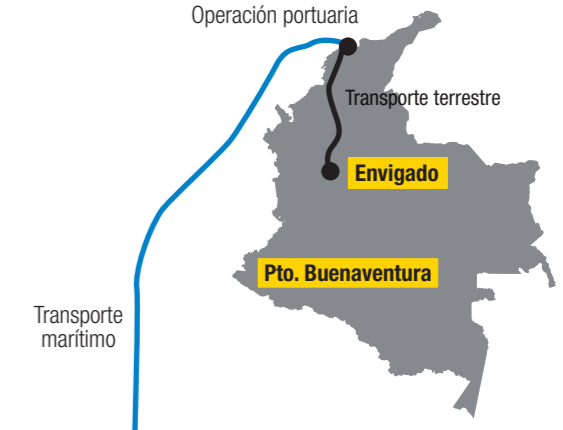 Operación portuaria
Transporte terrestre
Envigado
Pto. Buenaventura
Transporte
marítimo